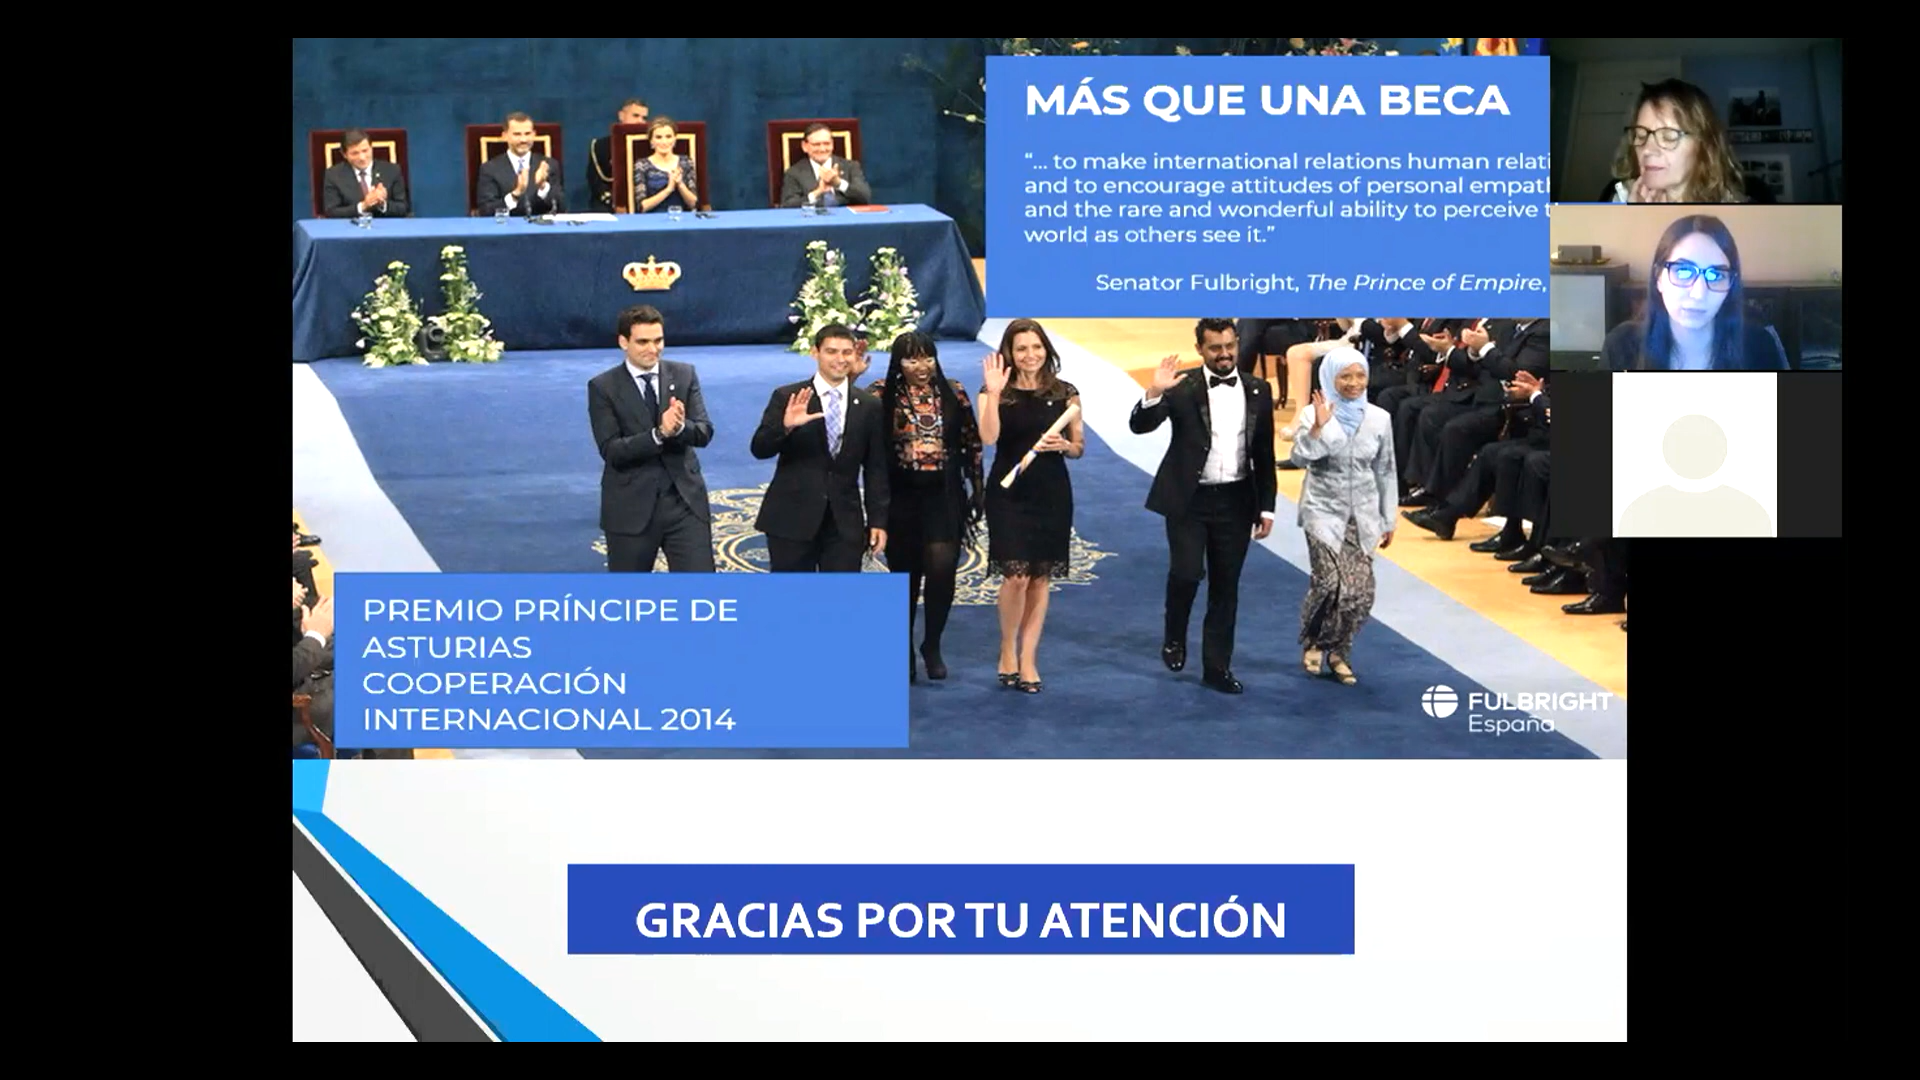 MÁS QUE UNA BECA
“... to make international relations human
and to encourage attitudes of personal
and the rare and wonderful ability to perceive
world as others see it.”
Senator Fulbright, The Prince of Empire,
PREMIO PRÍNCIPE DE
ASTURIAS
COOPERACIÓN
INTERNACIONAL 2014
FULBRIGHT
España
GRACIAS POR TU ATENCIÓN